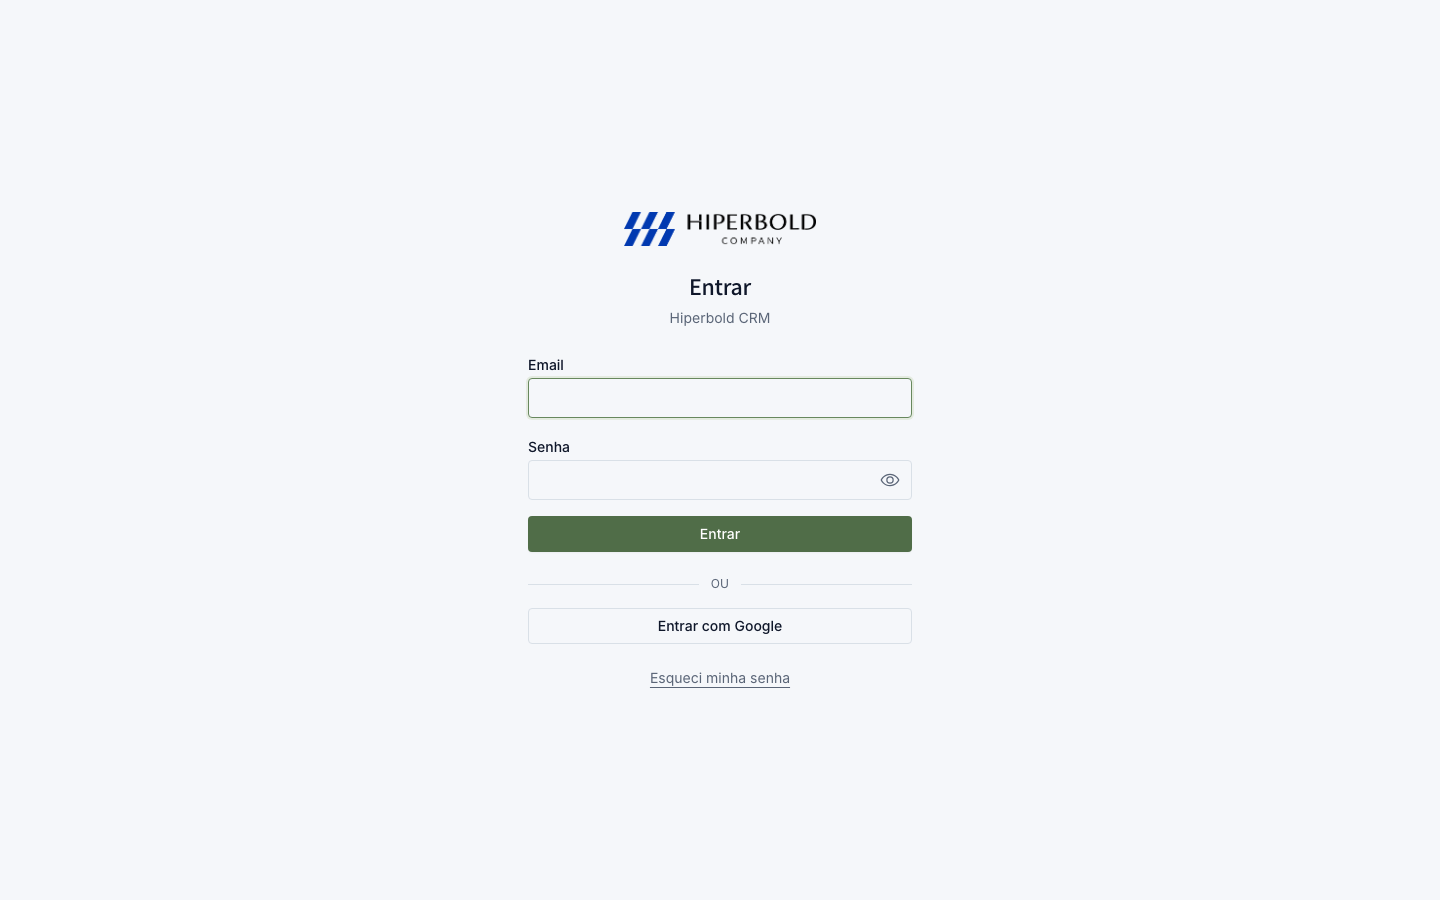 HIPERBOLD
COMPANY
Entrar
Hiperbold CRM
Email
Senha
Entrar
OU
Entrar com Google
Esqueci minha senha